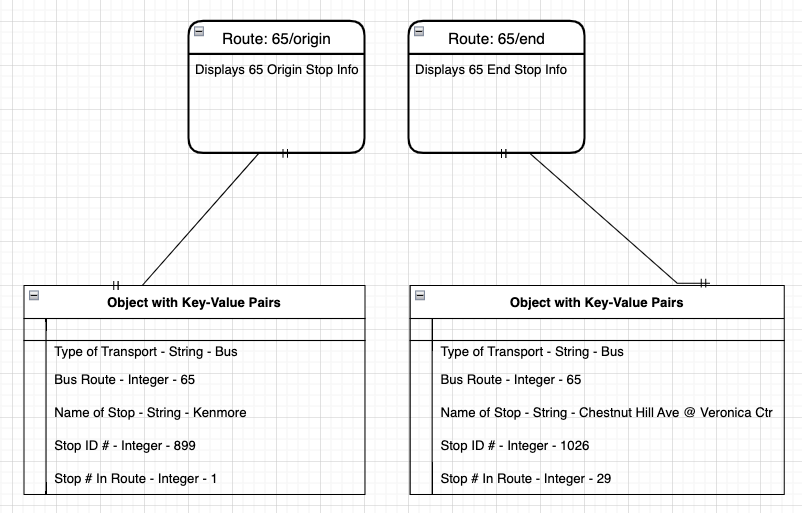 Route: 65/origin
Displays 65 Origin Stop Info
Route: 65/end
Displays 65 End Stop Info
Object with Key-Value Pairs
Type of Transport - String - Bus
Bus Route - Integer - 65
Name of Stop - String - Kenmore
Stop ID # - Integer - 899
Stop # In Route - Integer - 1
Object with Key-Value Pairs
Type of Transport - String - Bus
Bus Route - Integer - 65
Name of Stop - String - Chestnut Hill Ave @ Veronica Ctr
Stop ID # - Integer - 1026
Stop # In Route - Integer - 29